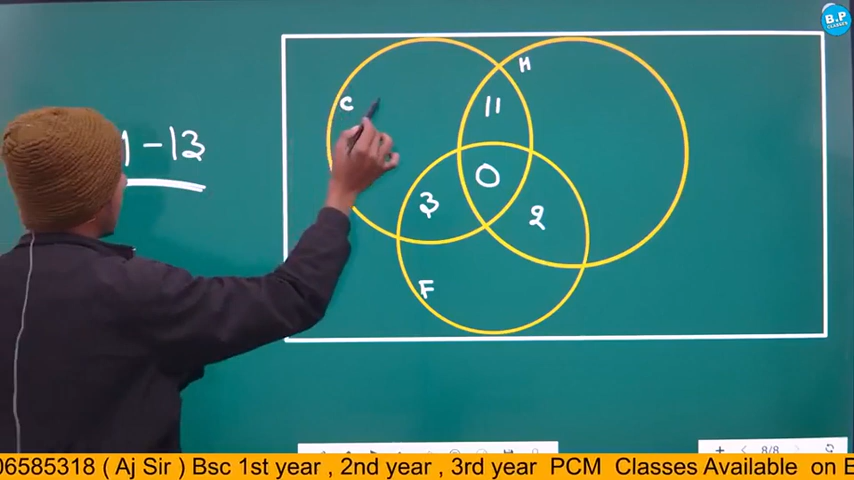 B.P
CLASSES
H
C
11
- 13
0
3
2
F
8/8
06585318 ( Aj Sir ) Bsc 1st year , 2nd year , 3rd year PCM Classes Available on